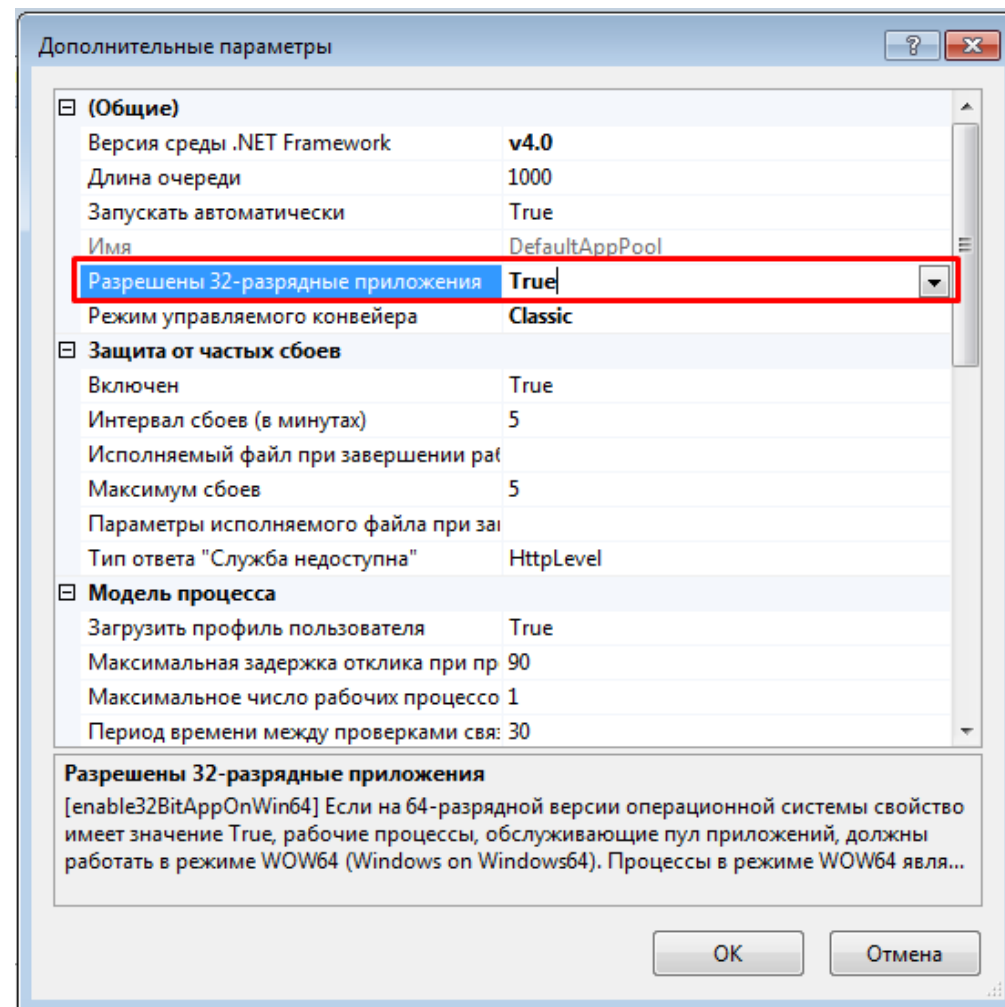 Дополнительные параметры
(Общие)
Версия среды .NET Framework v4.0
Длина очереди 1000
Запускать автоматически True
Имя DefaultAppPool
Разрешены 32-разрядные приложения True
Режим управляемого конвейера Classic
Защита от частых сбоев
Включен True
Интервал сбоев (в минутах) 5
Исполняемый файл при завершении раб
Максимум сбоев 5
Параметры исполняемого файла при за
Тип ответа "Служба недоступна" HttpLevel
Модель процесса
Загрузить профиль пользователя True
Максимальная задержка отклика при пр 90
Максимальное число рабочих процессо 1
Период времени между проверками свя 30
Разрешены 32-разрядные приложения
[enable32BitAppOnWin64] Если на 64-разрядной версии операционной системы свойство
имеет значение True, рабочие процессы, обслуживающие пул приложений, должны
работать в режиме WOW64 (Windows on Windows64). Процессы в режиме WOW64 явля...
OK Отмена